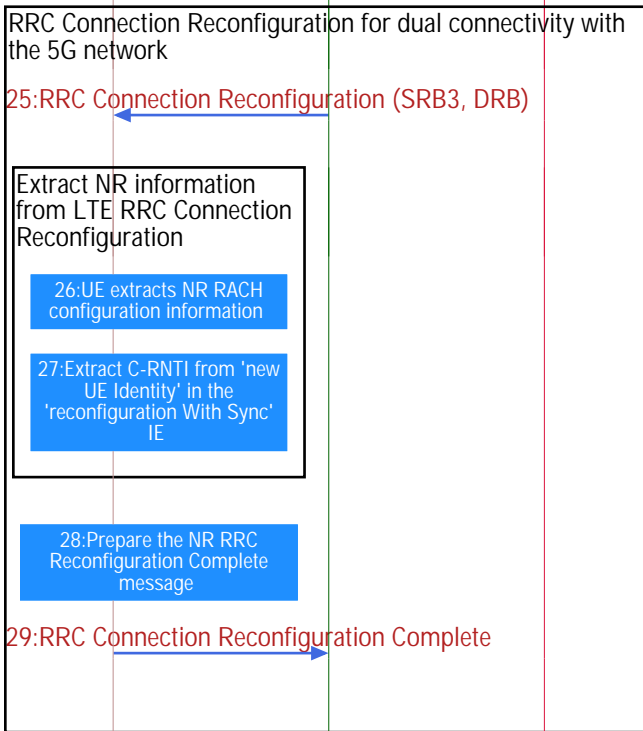 RRC Connection Reconfiguration for dual connectivity with
the 5G network
25:RRC Connection Reconfiguration (SRB3, DRB)
Extract NR information
from LTE RRC Connection
Reconfiguration
26:UE extracts NR RACH
configuration information
27:Extract C-RNTI from 'new
UE Identity' in the
'reconfiguration With Sync'
IE
28:Prepare the NR RRC
Reconfiguration Complete
message
29:RRC Connection Reconfiguration Complete